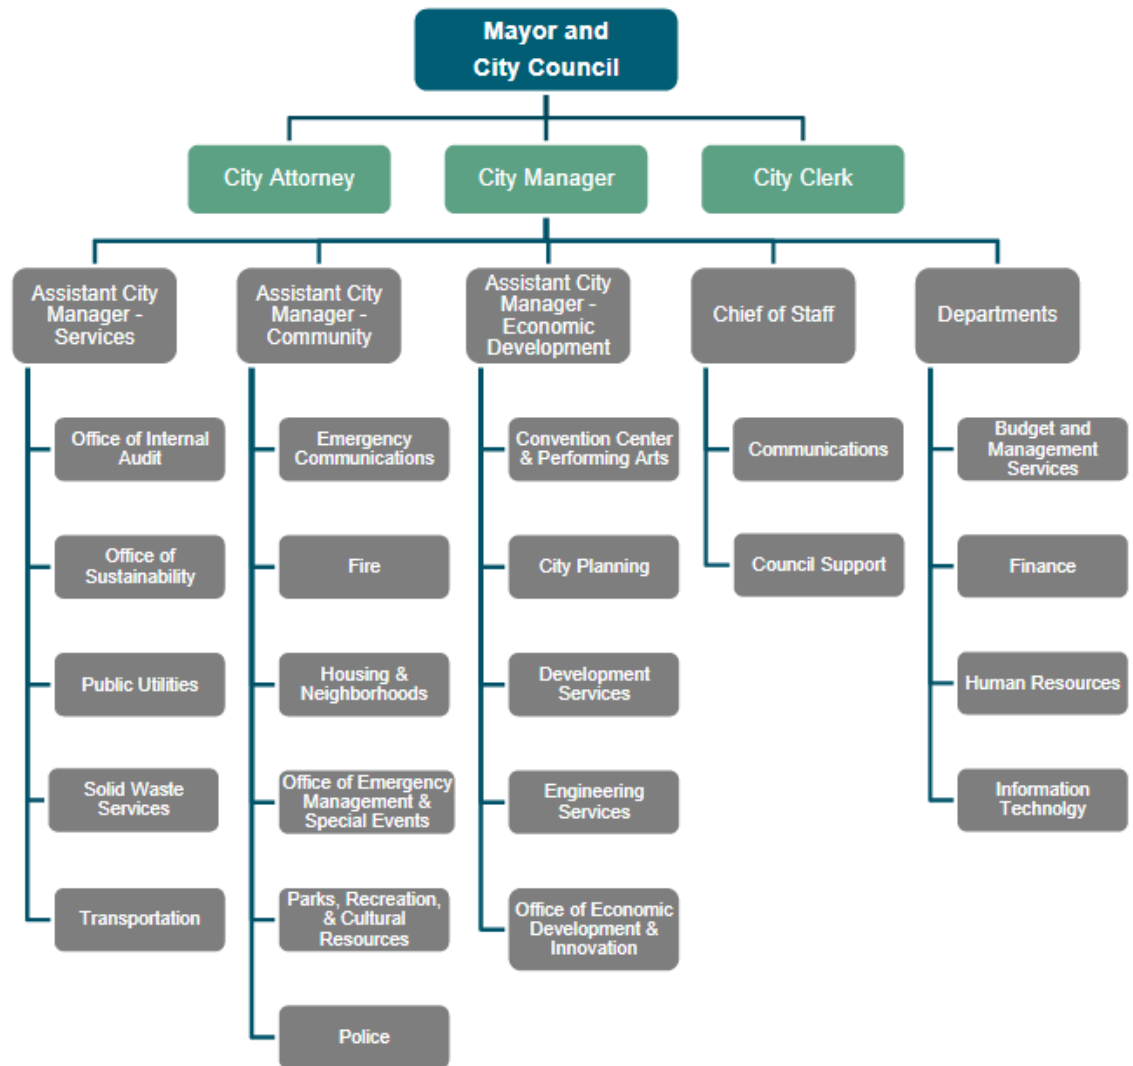 Mayor and
City Council
City Attorney
City Manager
City Clerk
Assistant City
Manager -
Services
Assistant City
Manager -
Community
Assistant City
Manager -
Economic
Development
Chief of Staff
Departments
Office of Internal
Audit
Office of
Sustainability
Public Utilities
Solid Waste
Services
Transportation
Emergency
Communications
Fire
Housing &
Neighborhoods
Office of Emergency
Management &
Special Events
Parks, Recreation,
& Cultural
Resources
Police
Convention Center
& Performing Arts
City Planning
Development
Services
Engineering
Services
Office of Economic
Development &
Innovation
Communications
Council Support
Budget and
Management
Services
Finance
Human Resources
Information
Technolgy